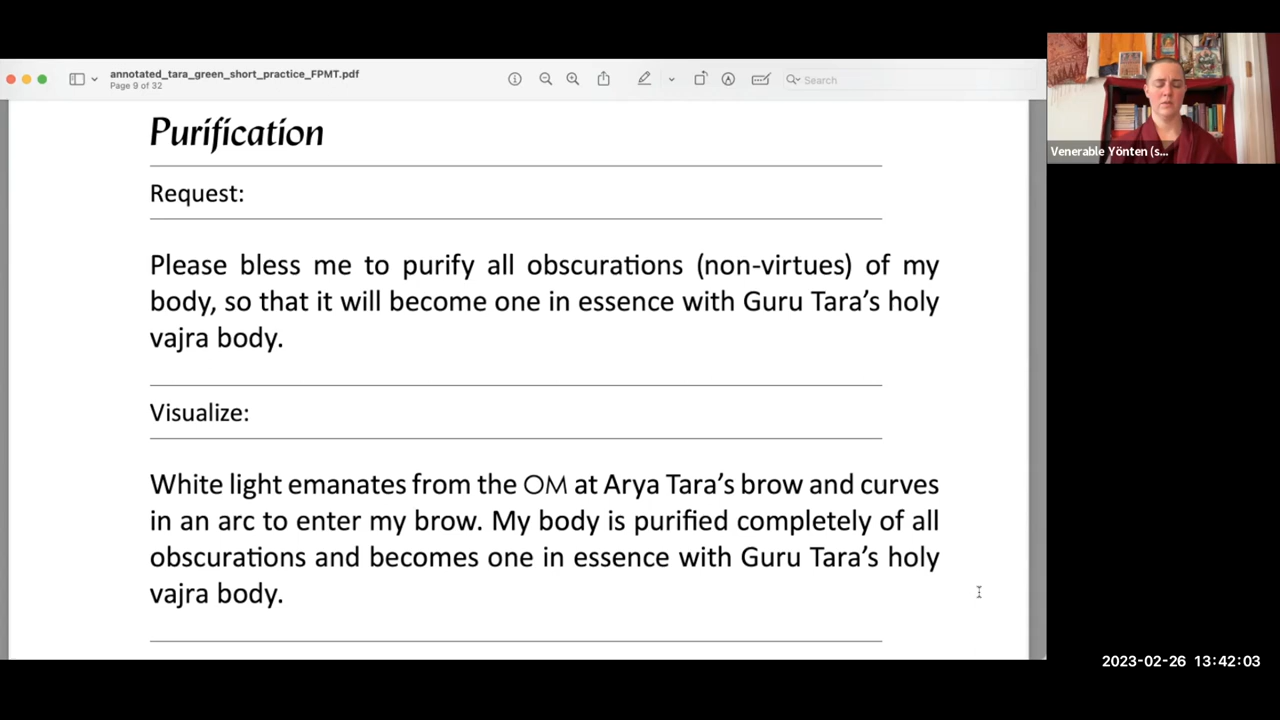 annotated_tara_green_short_practice_FPMT.pdf
Page 9 of 32
Search
Purification
Request:
Please bless me to purify all obscurations (non-virtues) of my
body, so that it will become one in essence with Guru Tara’s holy
vajra body.
Visualize:
White light emanates from the OM at Arya Tara’s brow and curves
in an arc to enter my brow. My body is purified completely of all
obscurations and becomes one in essence with Guru Tara’s holy
vajra body.
Venerable Yönten (s...
2023-02-26 13:42:03